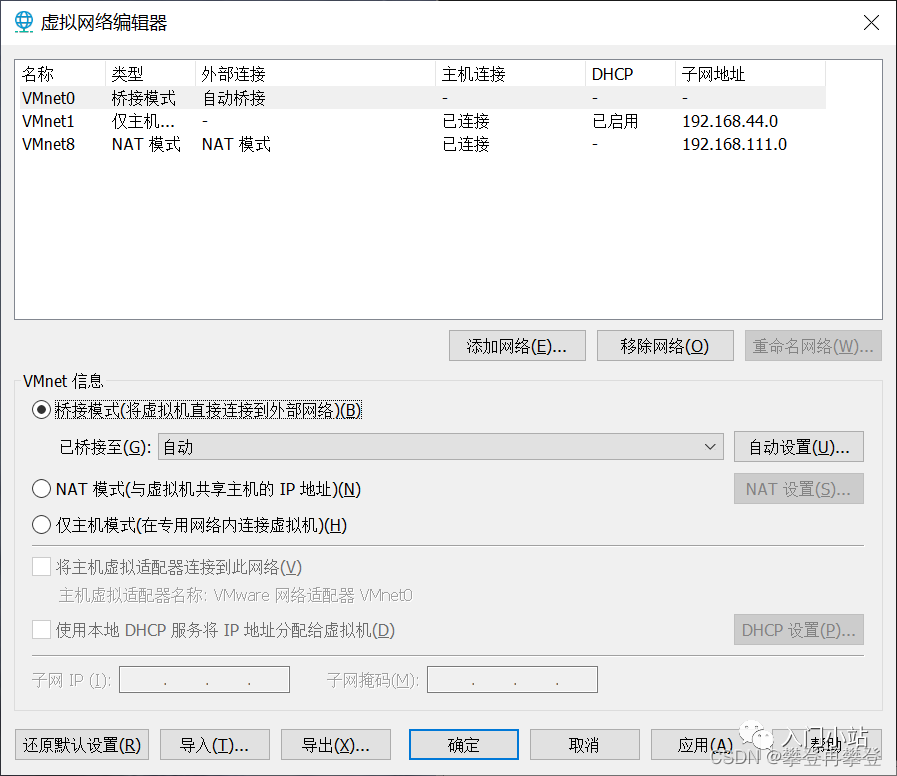 虚拟网络编辑器
名称 类型 外部连接 主机连接 DHCP 子网地址
VMnet0 桥接模式 自动桥接 - - -
VMnet1 仅主机... - 已连接 已启用 192.168.44.0
VMnet8 NAT 模式 NAT 模式 已连接 - 192.168.111.0
添加网络(E)... 移除网络(O) 重命名网络(W)...
VMnet 信息
桥接模式(将虚拟机直接连接到外部网络)(B)
已桥接至(G): 自动 自动设置(U)...
NAT 模式(与虚拟机共享主机的 IP 地址)(N) NAT 设置(S)...
仅主机模式(在专用网络内连接虚拟机)(H)
将主机虚拟适配器连接到此网络(V)
主机虚拟适配器名称: VMware 网络适配器 VMnet0
使用本地 DHCP 服务将 IP 地址分配给虚拟机(D) DHCP 设置(P)...
子网 IP (I): . . . 子网掩码(M): . . .
还原默认设置(R) 导入(T)... 导出(X)... 确定 取消 应用(A) 帮助
入门小站
CSDN @攀登再攀登